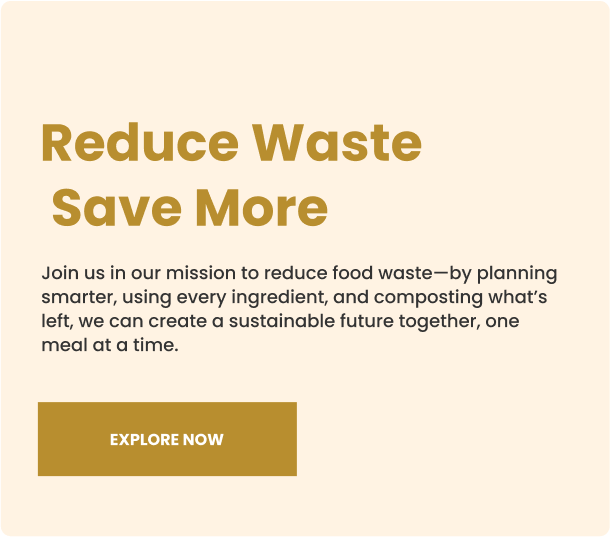 Reduce Waste
Save More
Join us in our mission to reduce food waste—by planning
smarter, using every ingredient, and composting what’s
left, we can create a sustainable future together, one
meal at a time.
EXPLORE NOW